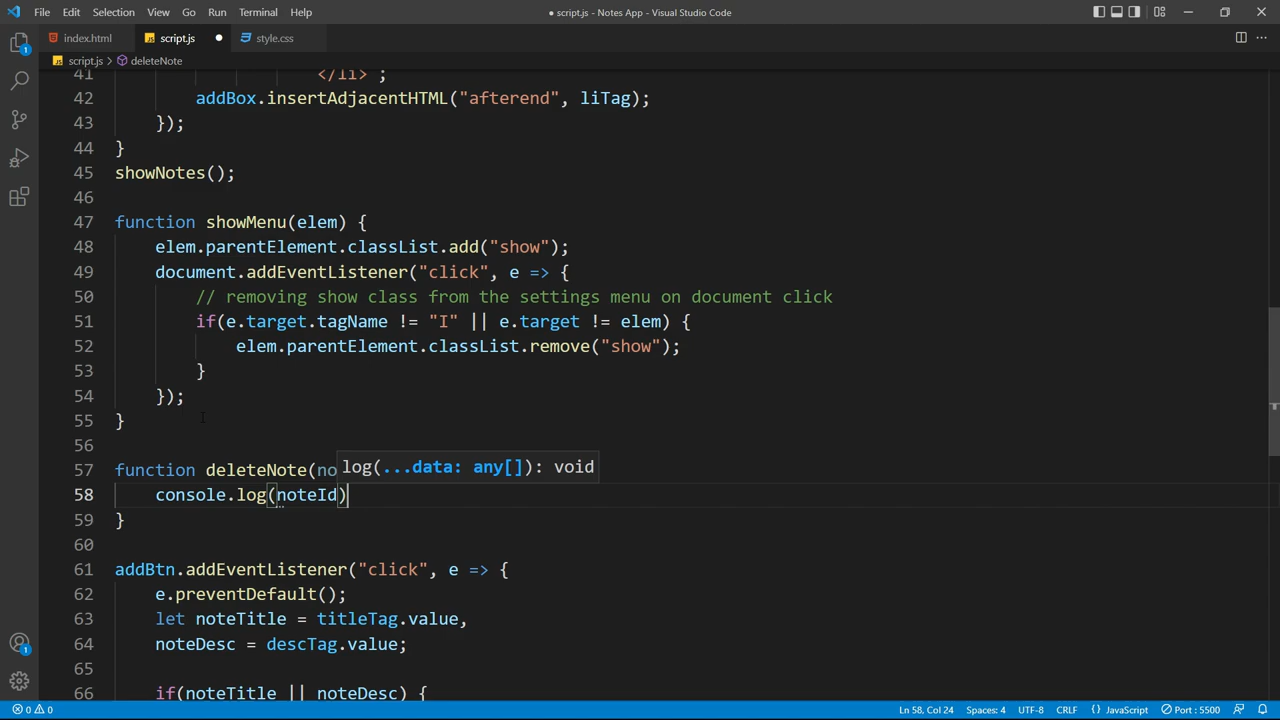 File Edit Selection View Go Run Terminal Help
● script.js - Notes App - Visual Studio Code
index.html script.js style.css
script.js > deleteNote
41 </li>`;
42 addBox.insertAdjacentHTML("afterend", liTag);
43 });
44 }
45 showNotes();
46
47 function showMenu(elem) {
48 elem.parentElement.classList.add("show");
49 document.addEventListener("click", e => {
50 // removing show class from the settings menu on document click
51 if(e.target.tagName != "I" || e.target != elem) {
52 elem.parentElement.classList.remove("show");
53 }
54 });
55 }
56
log(...data: any[]): void
57 function deleteNote(no
58 console.log(noteId)
59 }
60
61 addBtn.addEventListener("click", e => {
62 e.preventDefault();
63 let noteTitle = titleTag.value,
64 noteDesc = descTag.value;
65
66 if(noteTitle || noteDesc) {
1
1
0 0 Ln 58, Col 24 Spaces: 4 UTF-8 CRLF {} JavaScript Port : 5500